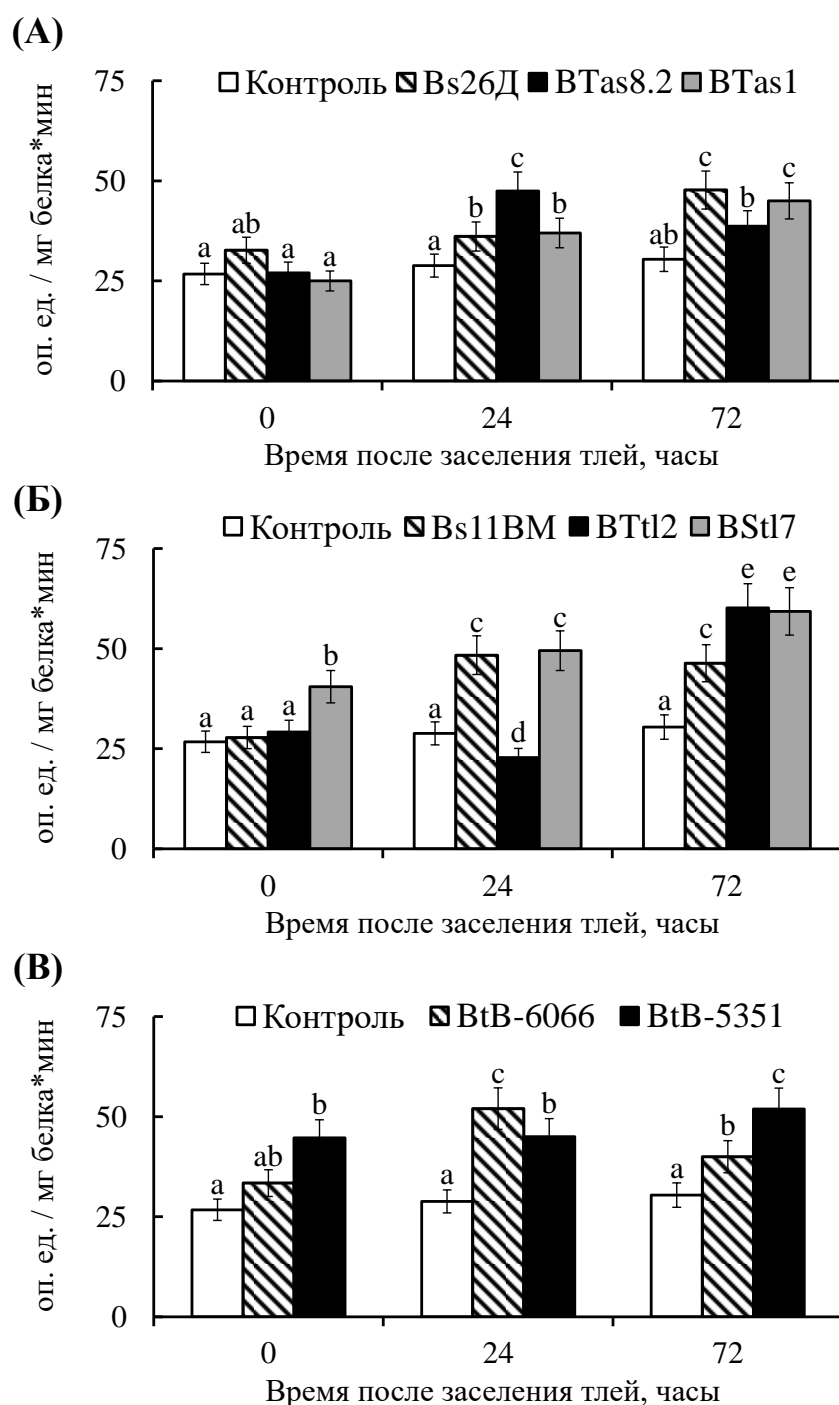 (А)
75
Контроль Bs26Д BTas8.2 BTas1
50
25
0
оп. ед. / мг белка*мин
a ab a a
a b c b
ab c b c
0 24 72
Время после заселения тлей, часы
(Б)
Контроль Bs11ВМ BTtl2 BStl7
75
50
25
0
оп. ед. / мг белка*мин
a a a b
a c d c
a c e e
0 24 72
Время после заселения тлей, часы
(В)
75
Контроль BtB-6066 BtB-5351
50
25
0
оп. ед. / мг белка*мин
a ab b
a c b
a b c
0 24 72
Время после заселения тлей, часы